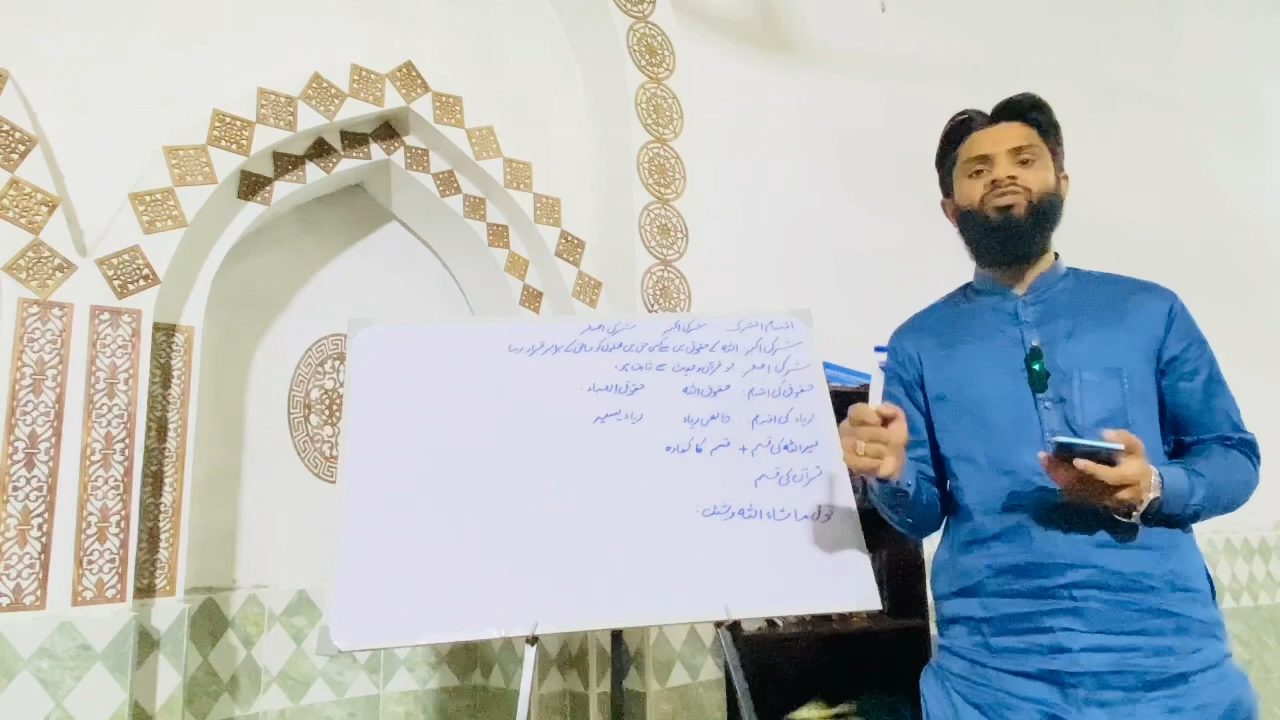 اقسام الشرک شرک اکبر شرک اصغر
شرک اکبر: اللہ کے حقوق میں سے کسی حق میں مخلوق کو خالق کے برابر قرار دینا
شرک اصغر جو قرآن و حدیث سے ثابت ہو۔
حقوق کی اقسام: حقوق اللہ حقوق العباد۔
ریاء کی اقسام: خالص ریاء ریاء یسیر
غیر اللہ کی قسم + قسم کا کفارہ
قرآن کی قسم
قول ما شاء اللہ وشئت: